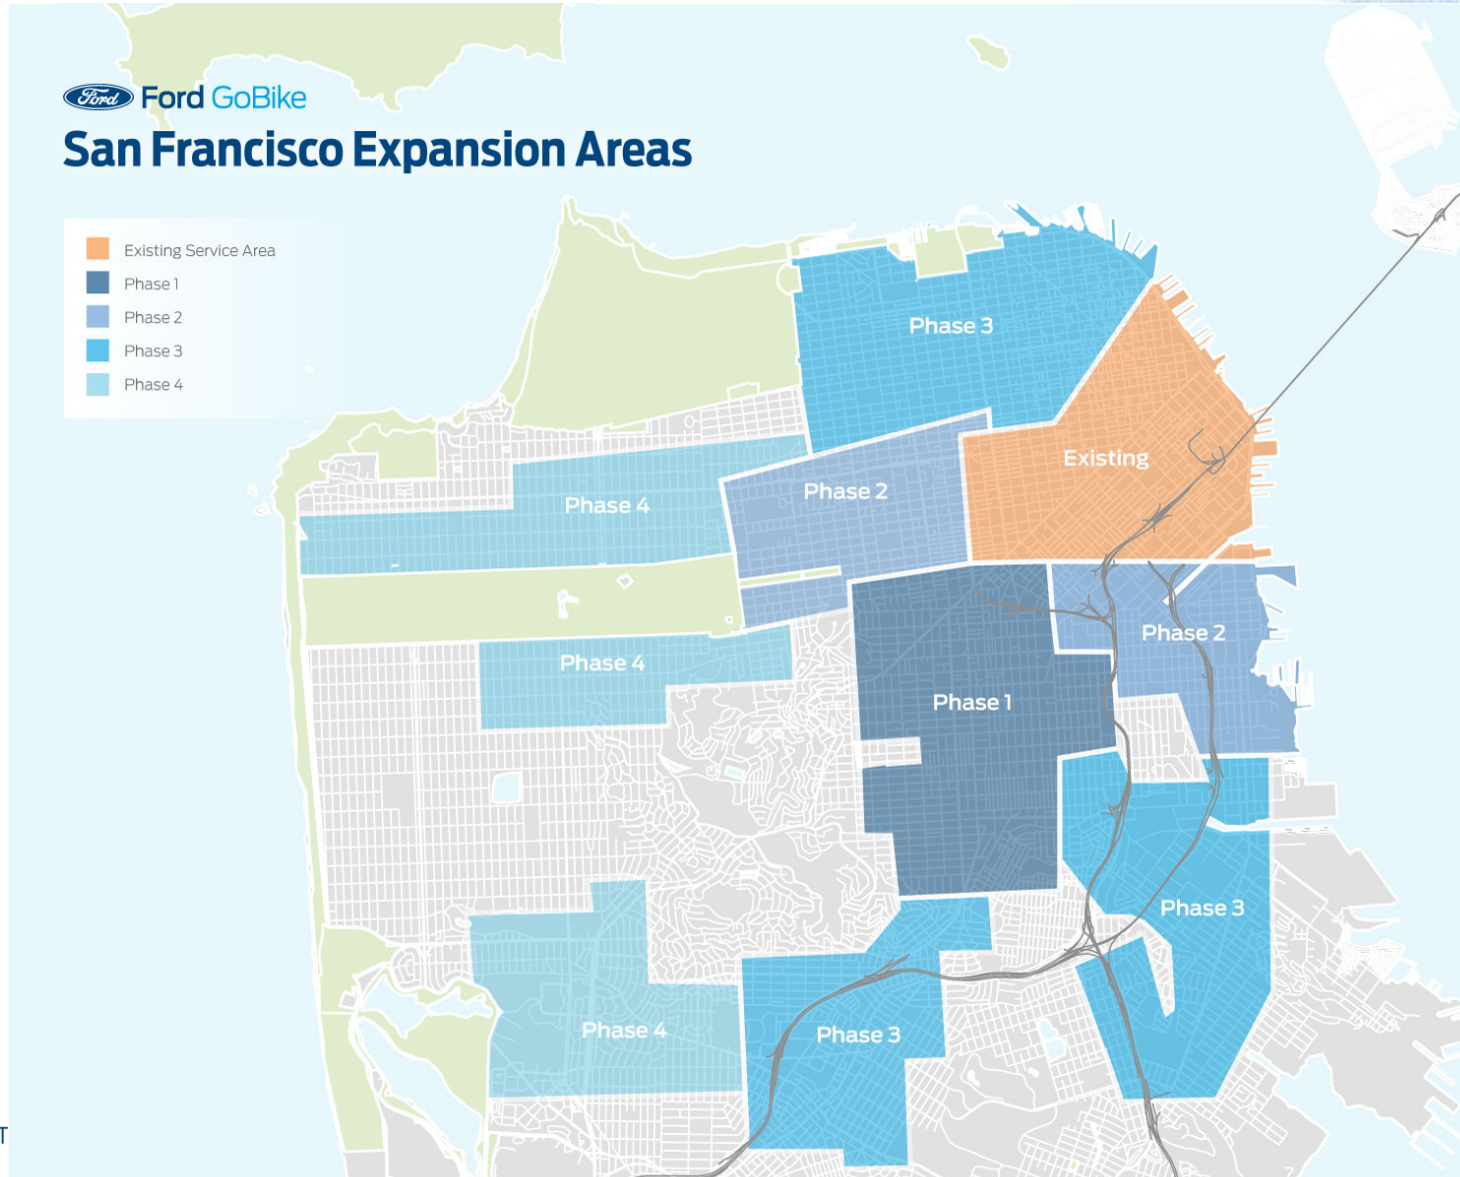 Ford Ford GoBike
San Francisco Expansion Areas
Existing Service Area
Phase 1
Phase 2
Phase 3
Phase 4
Phase 3
Existing
Phase 2
Phase 4
Phase 2
Phase 4
Phase 1
Phase 3
Phase 4
Phase 3
T